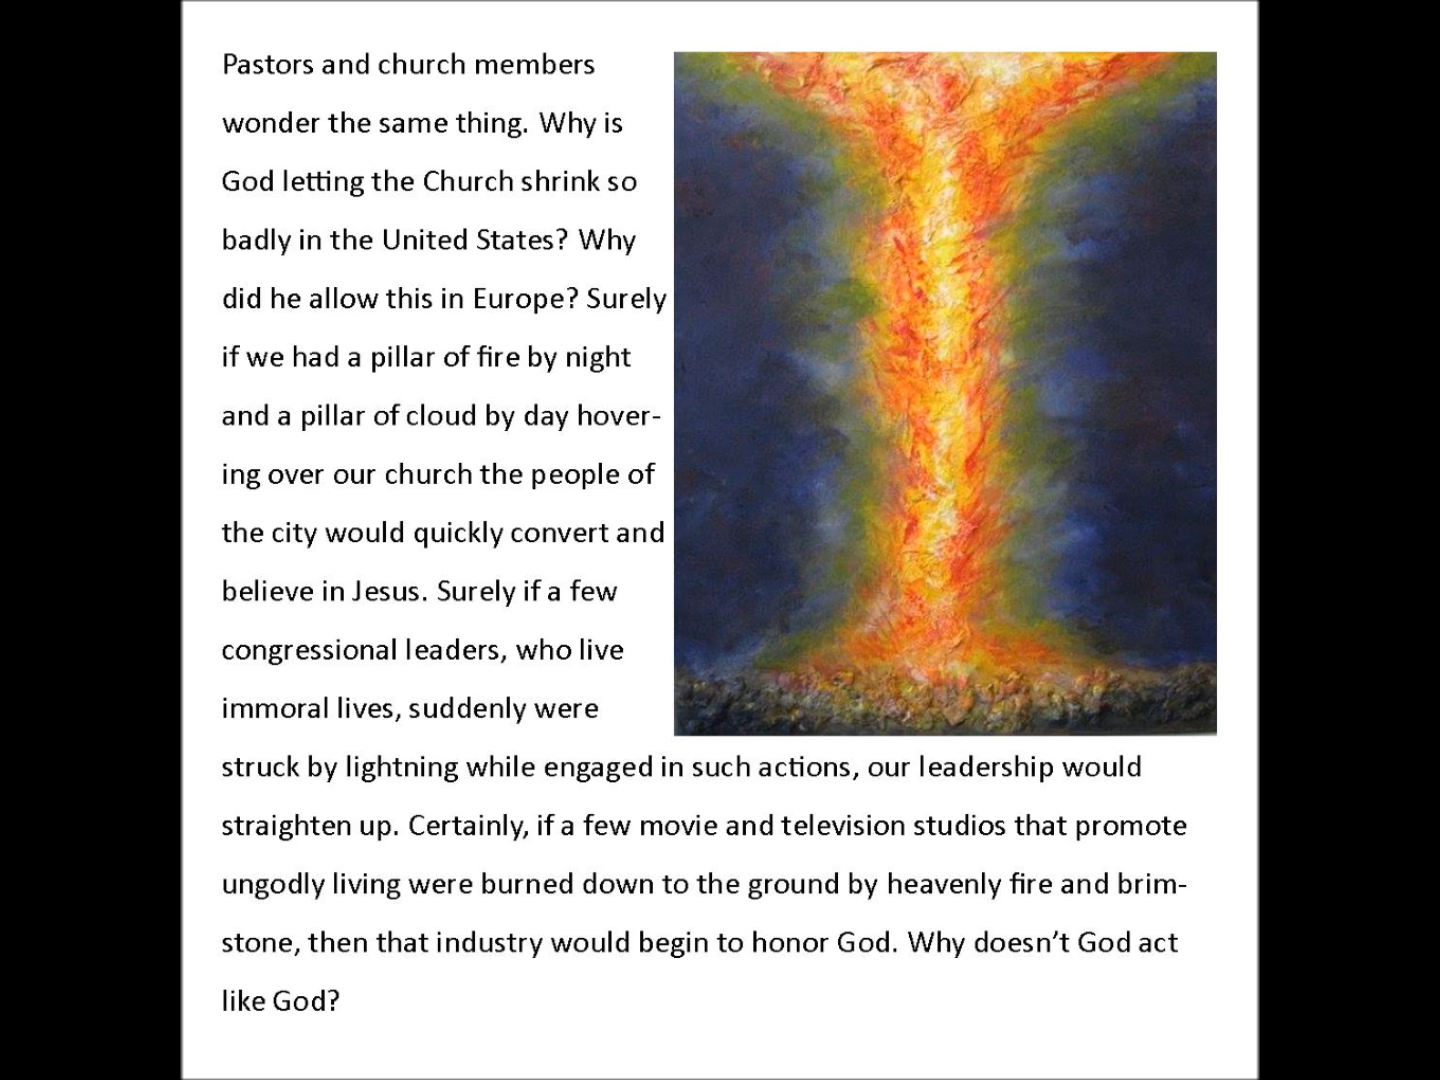 Pastors and church members
wonder the same thing. Why is
God letting the Church shrink so
badly in the United States? Why
did he allow this in Europe? Surely
if we had a pillar of fire by night
and a pillar of cloud by day hover-
ing over our church the people of
the city would quickly convert and
believe in Jesus. Surely if a few
congressional leaders, who live
immoral lives, suddenly were
struck by lightning while engaged in such actions, our leadership would
straighten up. Certainly, if a few movie and television studios that promote
ungodly living were burned down to the ground by heavenly fire and brim-
stone, then that industry would begin to honor God. Why doesn’t God act
like God?